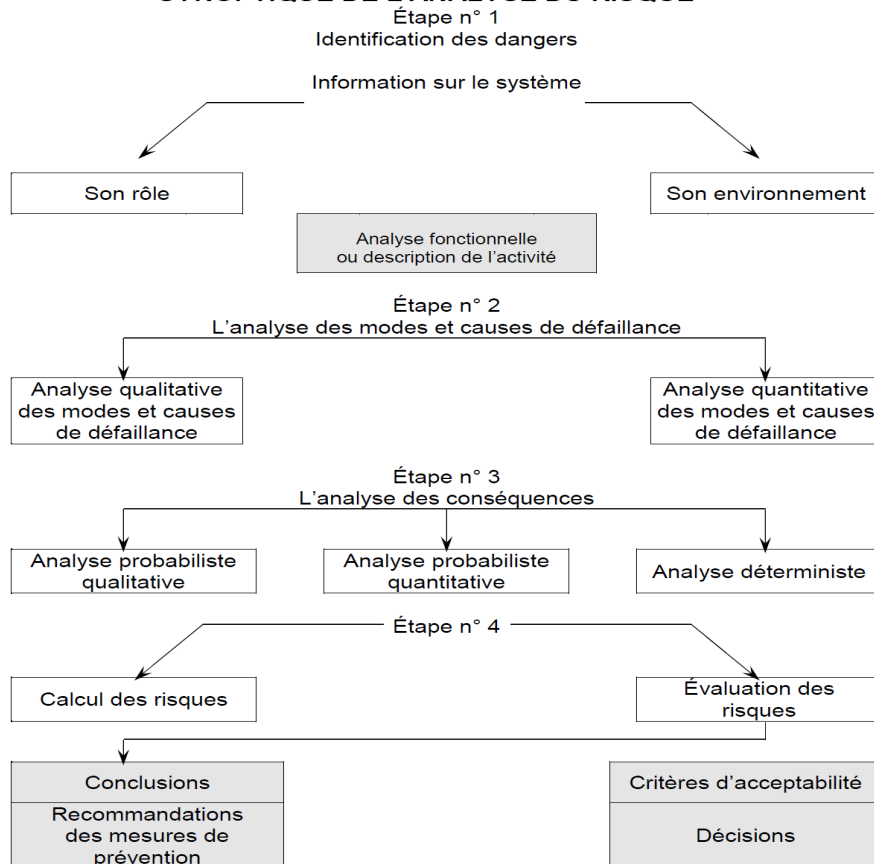 Étape n° 1
Identification des dangers
Information sur le système
Son rôle
Son environnement
Analyse fonctionnelle
ou description de l'activité
Étape n° 2
L'analyse des modes et causes de défaillance
Analyse qualitative
des modes et causes
de défaillance
Analyse quantitative
des modes et causes
de défaillance
Étape n° 3
L'analyse des conséquences
Analyse probabiliste
qualitative
Analyse probabiliste
quantitative
Analyse déterministe
Étape n° 4
Calcul des risques
Évaluation des
risques
Conclusions
Recommandations
des mesures de
prévention
Critères d'acceptabilité
Décisions